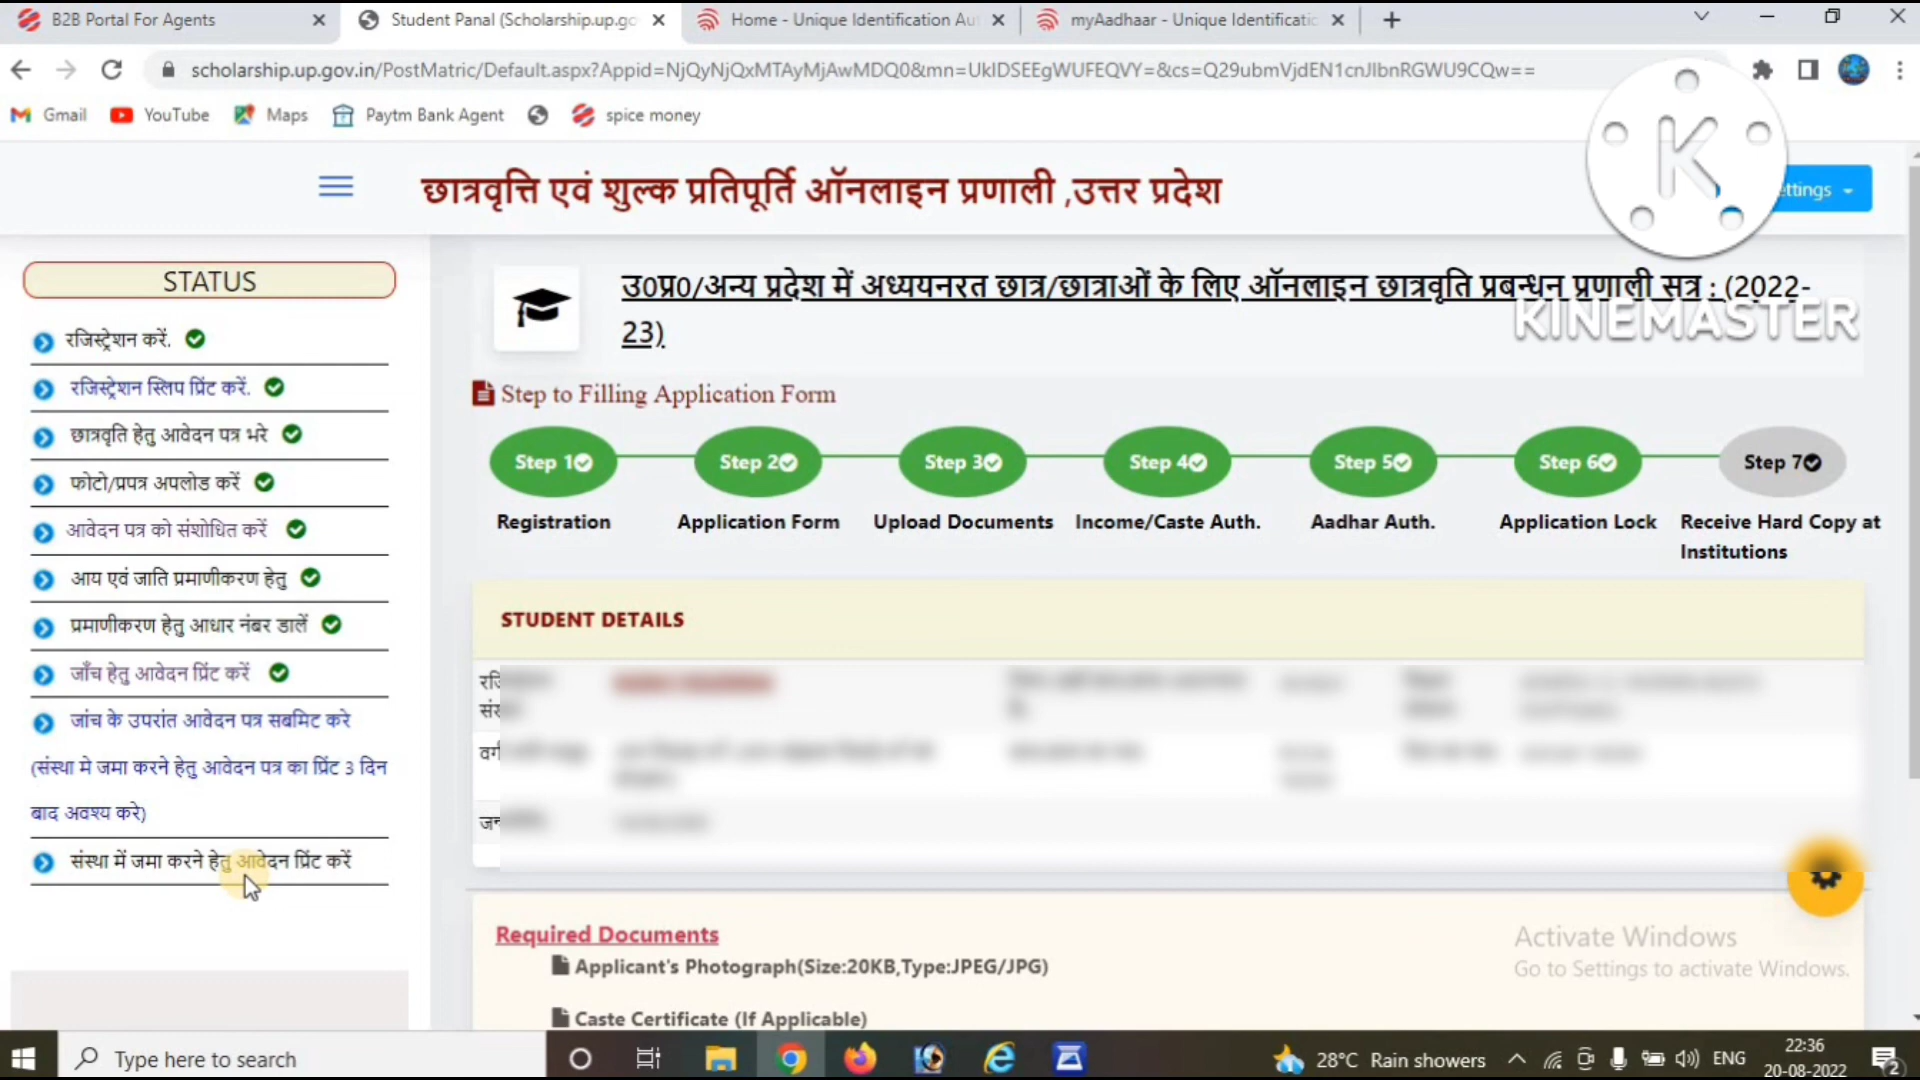 B2B Portal For Agents
Student Panal (Scholarship.up.go
Home - Unique Identification Au
myAadhaar - Unique Identificatio
scholarship.up.gov.in/PostMatric/Default.aspx?Appid=NjQyNjQxMTAyMjAwMDQ0&mn=UklDSEEgWUFEQVY=&cs=Q29ubmVjdEN1cnJlbnRGWU9CQw==
Gmail
YouTube
Maps
Paytm Bank Agent
spice money
छात्रवृत्ति एवं शुल्क प्रतिपूर्ति ऑनलाइन प्रणाली ,उत्तर प्रदेश
ettings
K
KINEMASTER
STATUS
रजिस्ट्रेशन करें.
रजिस्ट्रेशन स्लिप प्रिंट करें.
छात्रवृति हेतु आवेदन पत्र भरे
फोटो/प्रपत्र अपलोड करें
आवेदन पत्र को संशोधित करें
आय एवं जाति प्रमाणीकरण हेतु
प्रमाणीकरण हेतु आधार नंबर डालें
जाँच हेतु आवेदन प्रिंट करें
जांच के उपरांत आवेदन पत्र सबमिट करे
(संस्था मे जमा करने हेतु आवेदन पत्र का प्रिंट 3 दिन
बाद अवश्य करे)
संस्था में जमा करने हेतु आवेदन प्रिंट करें
उ0प्र0/अन्य प्रदेश में अध्ययनरत छात्र/छात्राओं के लिए ऑनलाइन छात्रवृति प्रबन्धन प्रणाली सत्र : (2022-
23)
Step to Filling Application Form
Step 1
Step 2
Step 3
Step 4
Step 5
Step 6
Step 7
Registration
Application Form
Upload Documents
Income/Caste Auth.
Aadhar Auth.
Application Lock
Receive Hard Copy at
Institutions
STUDENT DETAILS
Required Documents
Applicant's Photograph(Size:20KB,Type:JPEG/JPG)
Caste Certificate (If Applicable)
Activate Windows
Go to Settings to activate Windows.
Type here to search
28°C Rain showers
ENG
22:36
20-08-2022
2